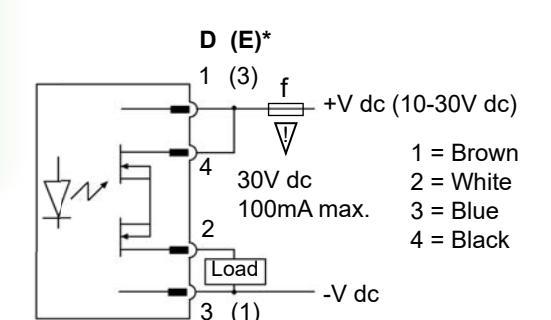 D (E)*
1 (3)
f
+V dc (10-30V dc)
!
4
30V dc
100mA max.
1 = Brown
2 = White
3 = Blue
4 = Black
2
Load
-V dc
3 (1)